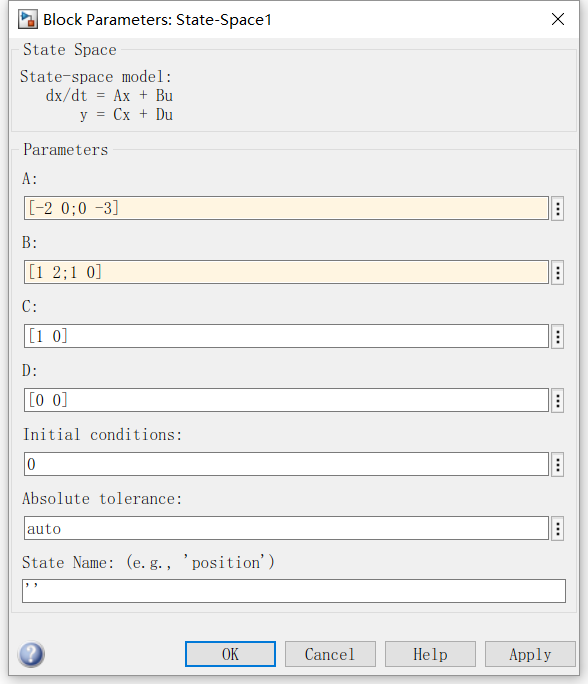 Block Parameters: State-Space1
State Space
State-space model:
dx/dt = Ax + Bu
y = Cx + Du
Parameters
A:
[-2 0;0 -3]
B:
[1 2;1 0]
C:
[1 0]
D:
[0 0]
Initial conditions:
0
Absolute tolerance:
auto
State Name: (e.g., 'position')
''
OK Cancel Help Apply